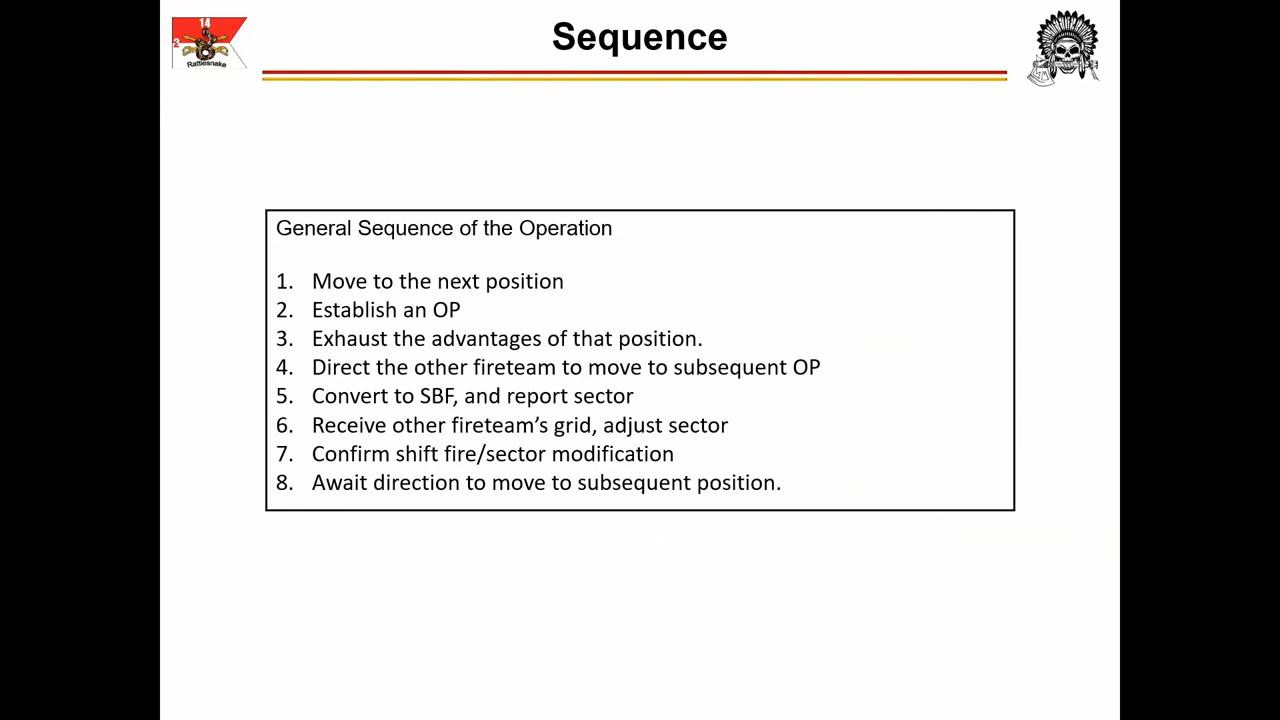 14
2
Rattlesnake
Sequence
General Sequence of the Operation
1. Move to the next position
2. Establish an OP
3. Exhaust the advantages of that position.
4. Direct the other fireteam to move to subsequent OP
5. Convert to SBF, and report sector
6. Receive other fireteam’s grid, adjust sector
7. Confirm shift fire/sector modification
8. Await direction to move to subsequent position.